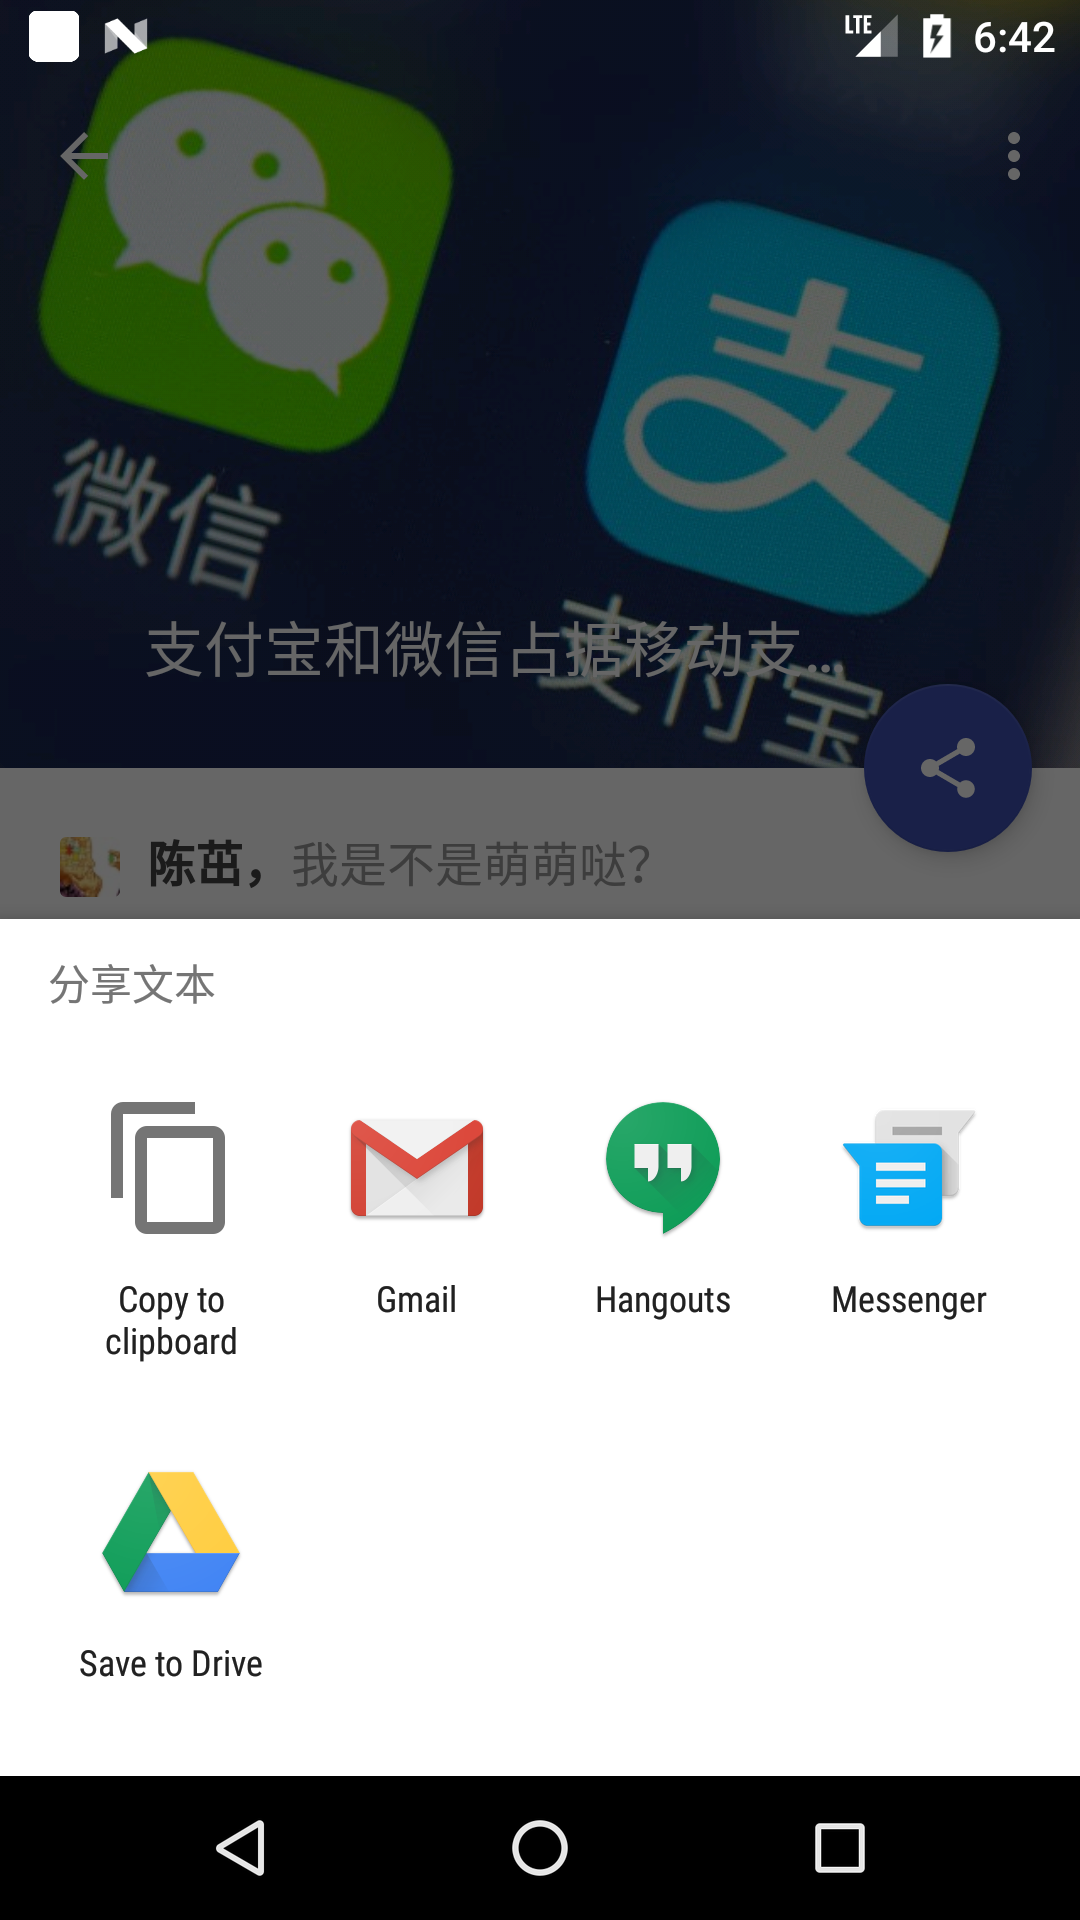 LTE
6:42
微信
支
支付宝
支付宝和微信占据移动支...
陈茁，我是不是萌萌哒？
分享文本
Copy to
clipboard
Gmail
Hangouts
Messenger
Save to Drive